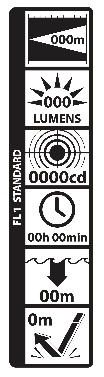 000m
000
LUMENS
0000cd
00h 00min
00m
0m
FL 1 STANDARD